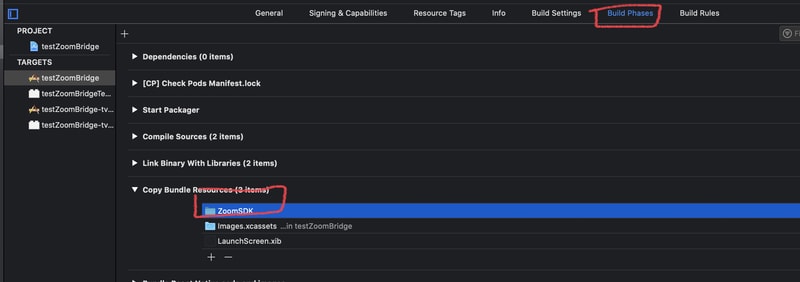 General Signing & Capabilities Resource Tags Info Build Settings Build Phases Build Rules
PROJECT
testZoomBridge
TARGETS
testZoomBridge
testZoomBridgeTe...
testZoomBridge-tv...
testZoomBridge-tv...
+
Dependencies (0 items)
[CP] Check Pods Manifest.lock
Start Packager
Compile Sources (2 items)
Link Binary With Libraries (2 items)
Copy Bundle Resources (3 items)
ZoomSDK
Images.xcassets ...in testZoomBridge
LaunchScreen.xib
+ −